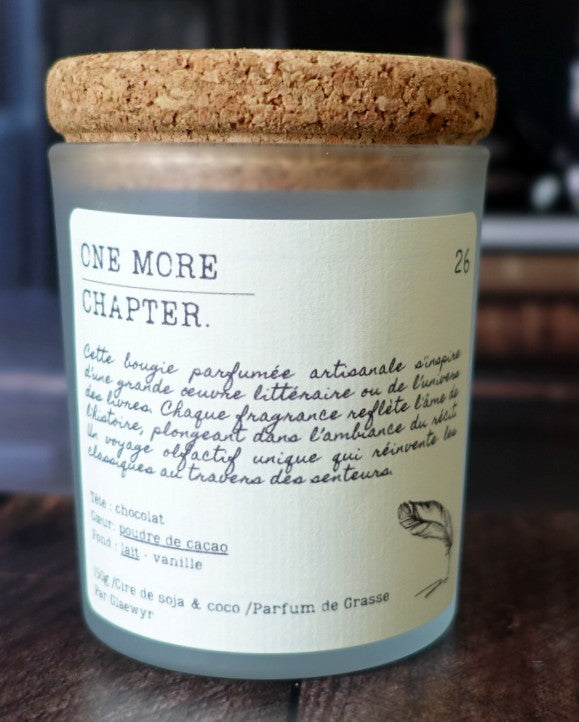 ONE MORE
26
CHAPTER.
Cette bougie parfumée artisanale s'inspire
d'une grande oeuvre littéraire ou de l'univers
des livres. Chaque fragrance reflète l'âme de
l'histoire, plongeant dans l'ambiance du récit
Un voyage olfactif unique qui réinvente les
classiques au travers des senteurs.
Tête : chocolat
Cœur: poudre de cacao
Fond : lait · vanille
150g /Cire de soja & coco /Parfum de Grasse
Par Glaewyr